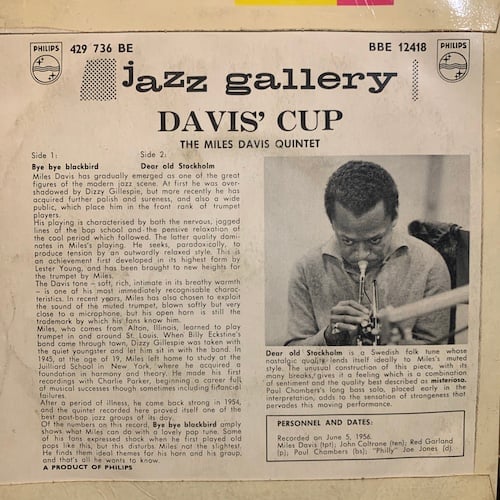 PHILIPS
429 736 BE
BBE 12418
PHILIPS
jazz gallery
DAVIS' CUP
THE MILES DAVIS QUINTET
Side 1: Side 2:
Bye bye blackbird Dear old Stockholm
Miles Davis has gradually emerged as one of the great
figures of the modern jazz scene. At first he was over-
shadowed by Dizzy Gillespie, but more recently he has
acquired further polish and sureness, and also a wide
public, which place him in the front rank of trumpet
players.
His playing is characterised by both the nervous, jagged
lines of the bop school and the pensive relaxation of
the cool period which followed. The latter quality domi-
nates in Miles's playing. He seeks, paradoxically, to
produce tension by an outwardly relaxed style. This is
an achievement first developed in its highest form by
Lester Young, and has been brought to new heights for
the trumpet by Miles.
The Davis tone – soft, rich, intimate in its breathy warmth
– is one of his most immediately recognisable charac-
teristics. In recent years, Miles has also chosen to exploit
the sound of the muted trumpet, blown softly but very
close to a microphone, but his open horn is still the
trademark by which his fans know him.
Miles, who comes from Alton, Illinois, learned to play
trumpet in and around St. Louis. When Billy Eckstine's
band came through town, Dizzy Gillespie was taken with
the quiet youngster and let him sit in with the band. In
1945, at the age of 19, Miles left home to study at the
Juilliard School in New York, where he acquired a
foundation in harmony and theory. He made his first
recordings with Charlie Parker, beginning a career full
of musical successes though sometimes including financial
failures.
After a period of illness, he came back strong in 1954,
and the quintet recorded here proved itself one of the
best post-bop jazz groups of its day.
Of the numbers on this record, Bye bye blackbird amply
shows what Miles can do with a lovely pop tune. Some
of his fans expressed shock when he first played old
pops like this, but this disturbs Miles not the slightest.
He finds them ideal themes for his horn and his group,
and that's all he wants to know.
A PRODUCT OF PHILIPS
Dear old Stockholm is a Swedish folk tune whose
nostalgic quality lends itself ideally to Miles's muted
style. The unusual construction of this piece, with its
many breaks, gives it a feeling which is a combination
of sentiment and the quality best described as misterioso.
Paul Chambers's long bass solo, placed early in the
interpretation, adds to the sensation of strangeness that
pervades this moving performance.
PERSONNEL AND DATES:
Recorded on June 5, 1956.
Miles Davis (tpt); John Coltrane (ten); Red Garland
(p); Paul Chambers (bs); "Philly" Joe Jones (d).